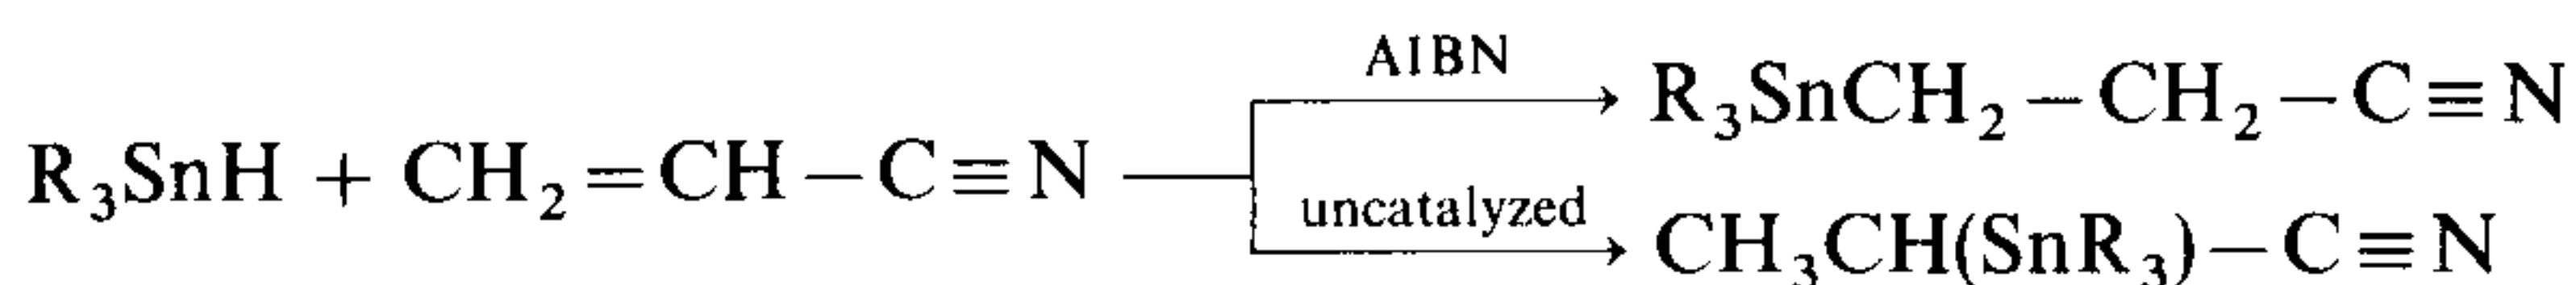 AIBN
R₃SnCH₂–CH₂–C≡N
R₃SnH + CH₂=CH–C≡N
uncatalyzed
CH₃CH(SnR₃)–C≡N